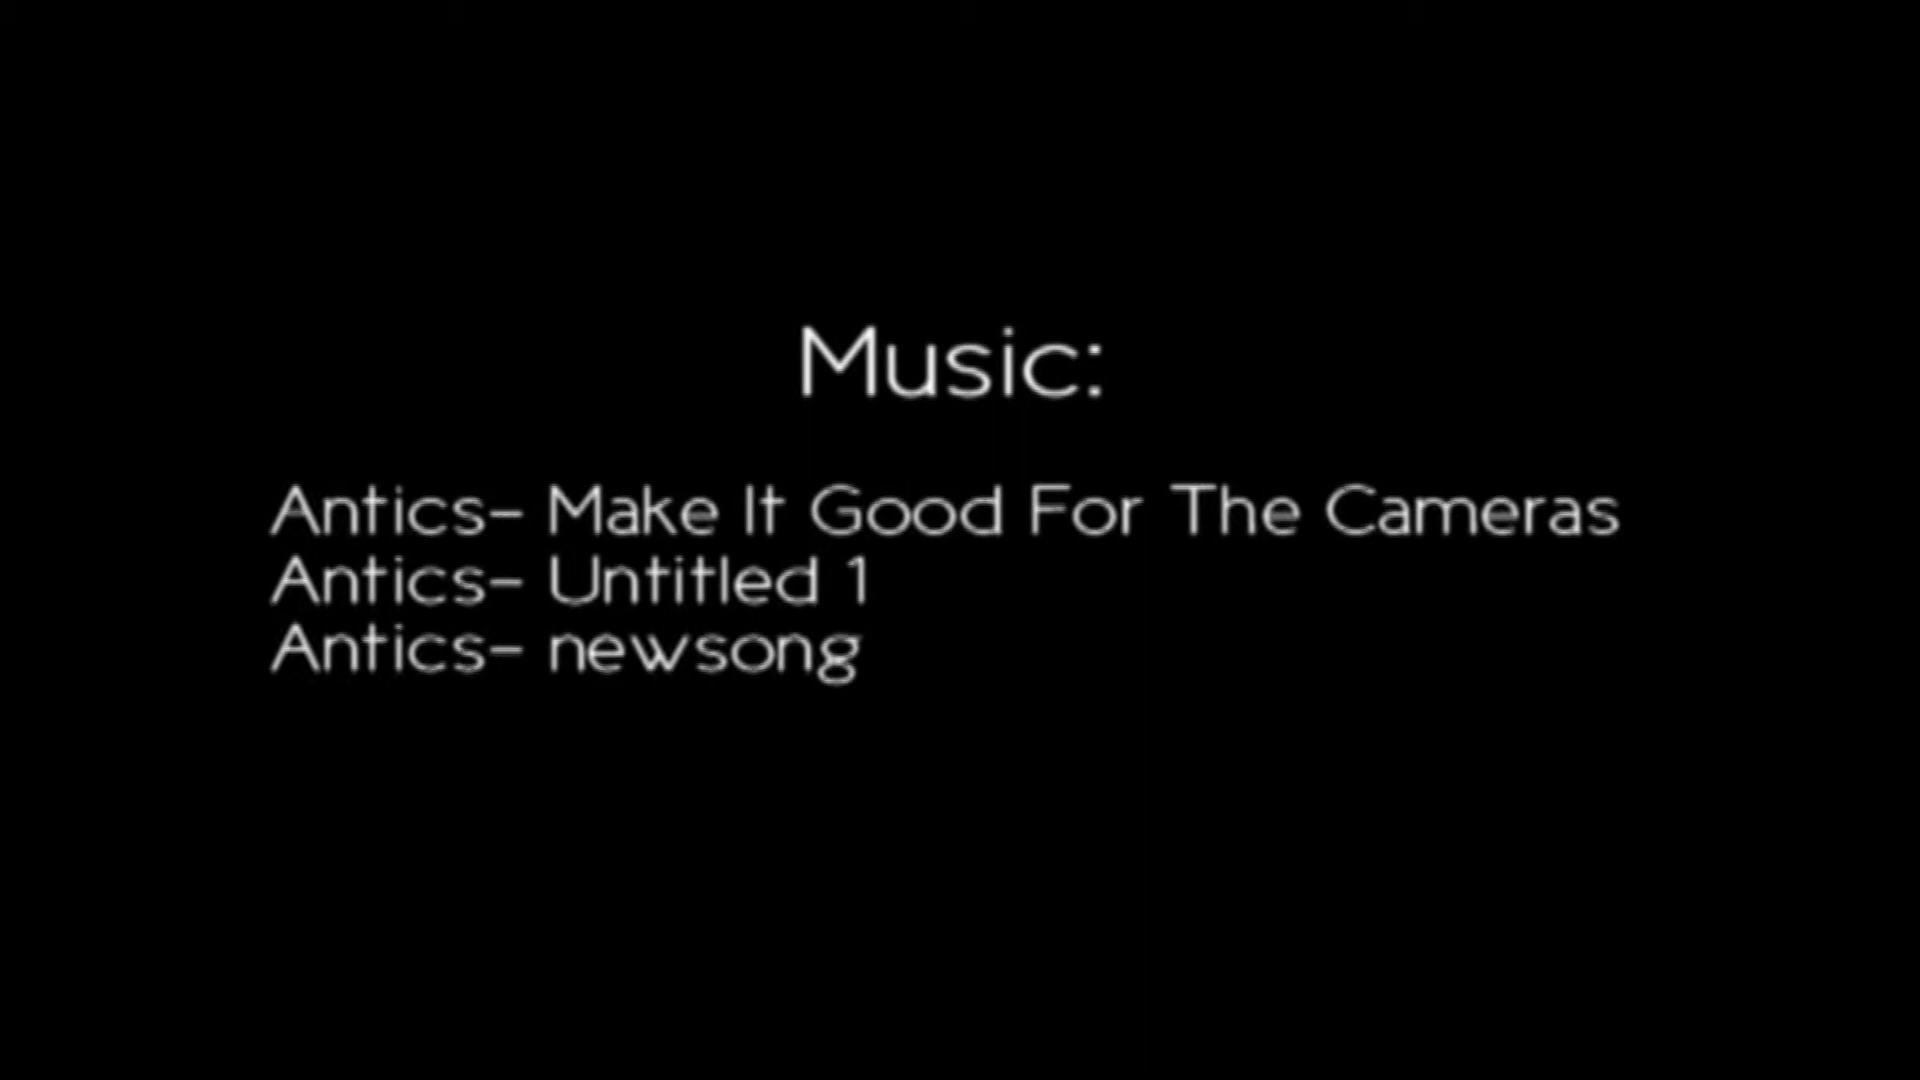 Music:
Antics- Make It Good For The Cameras
Antics- Untitled 1
Antics- newsong